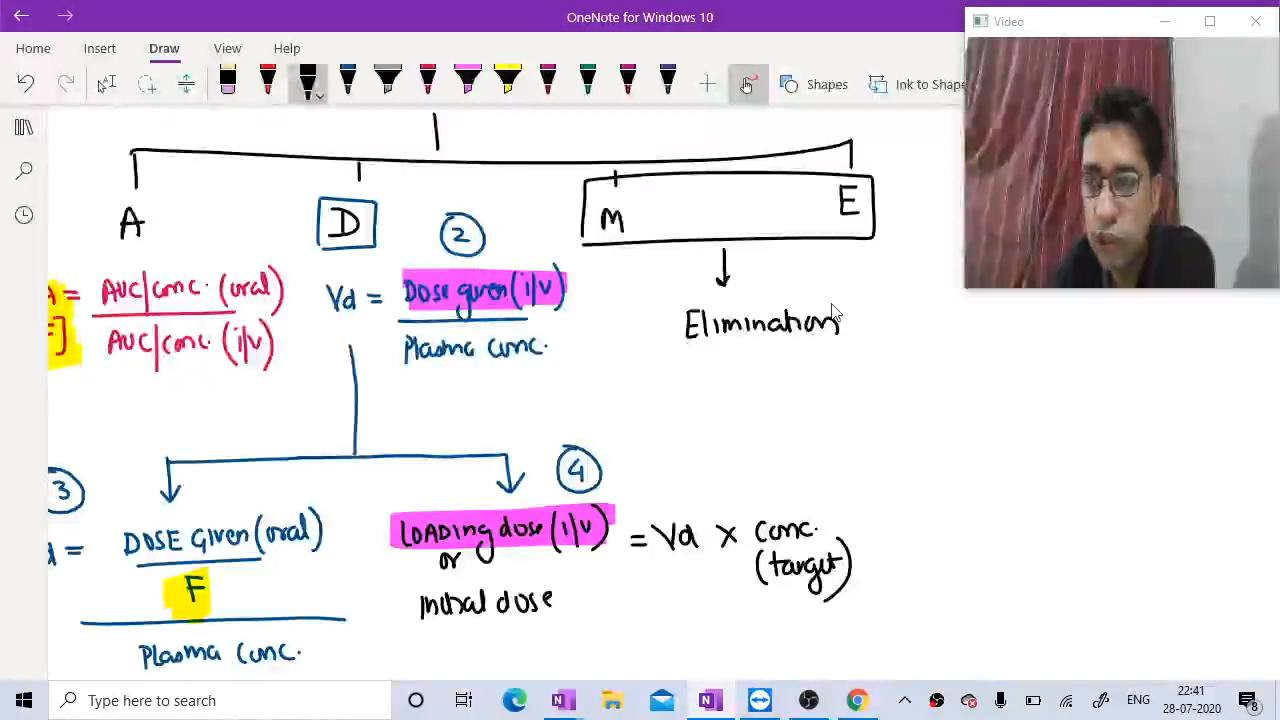 OneNote for Windows 10
Video
Home Insert Draw View Help
Shapes Ink to Shape
A D M E
2
AUC/conc. (oral)
AUC/conc. (i/v)
=
F]
Vd = Dose given (i/v)
Plasma conc.
Elimination
3
4
DOSE Given (oral)
F
Plasma conc.
=
LOADing dose (i/v) = Vd x conc. (target)
or
initial dose
Type here to search
ENG
22:41
28-07-2020
8